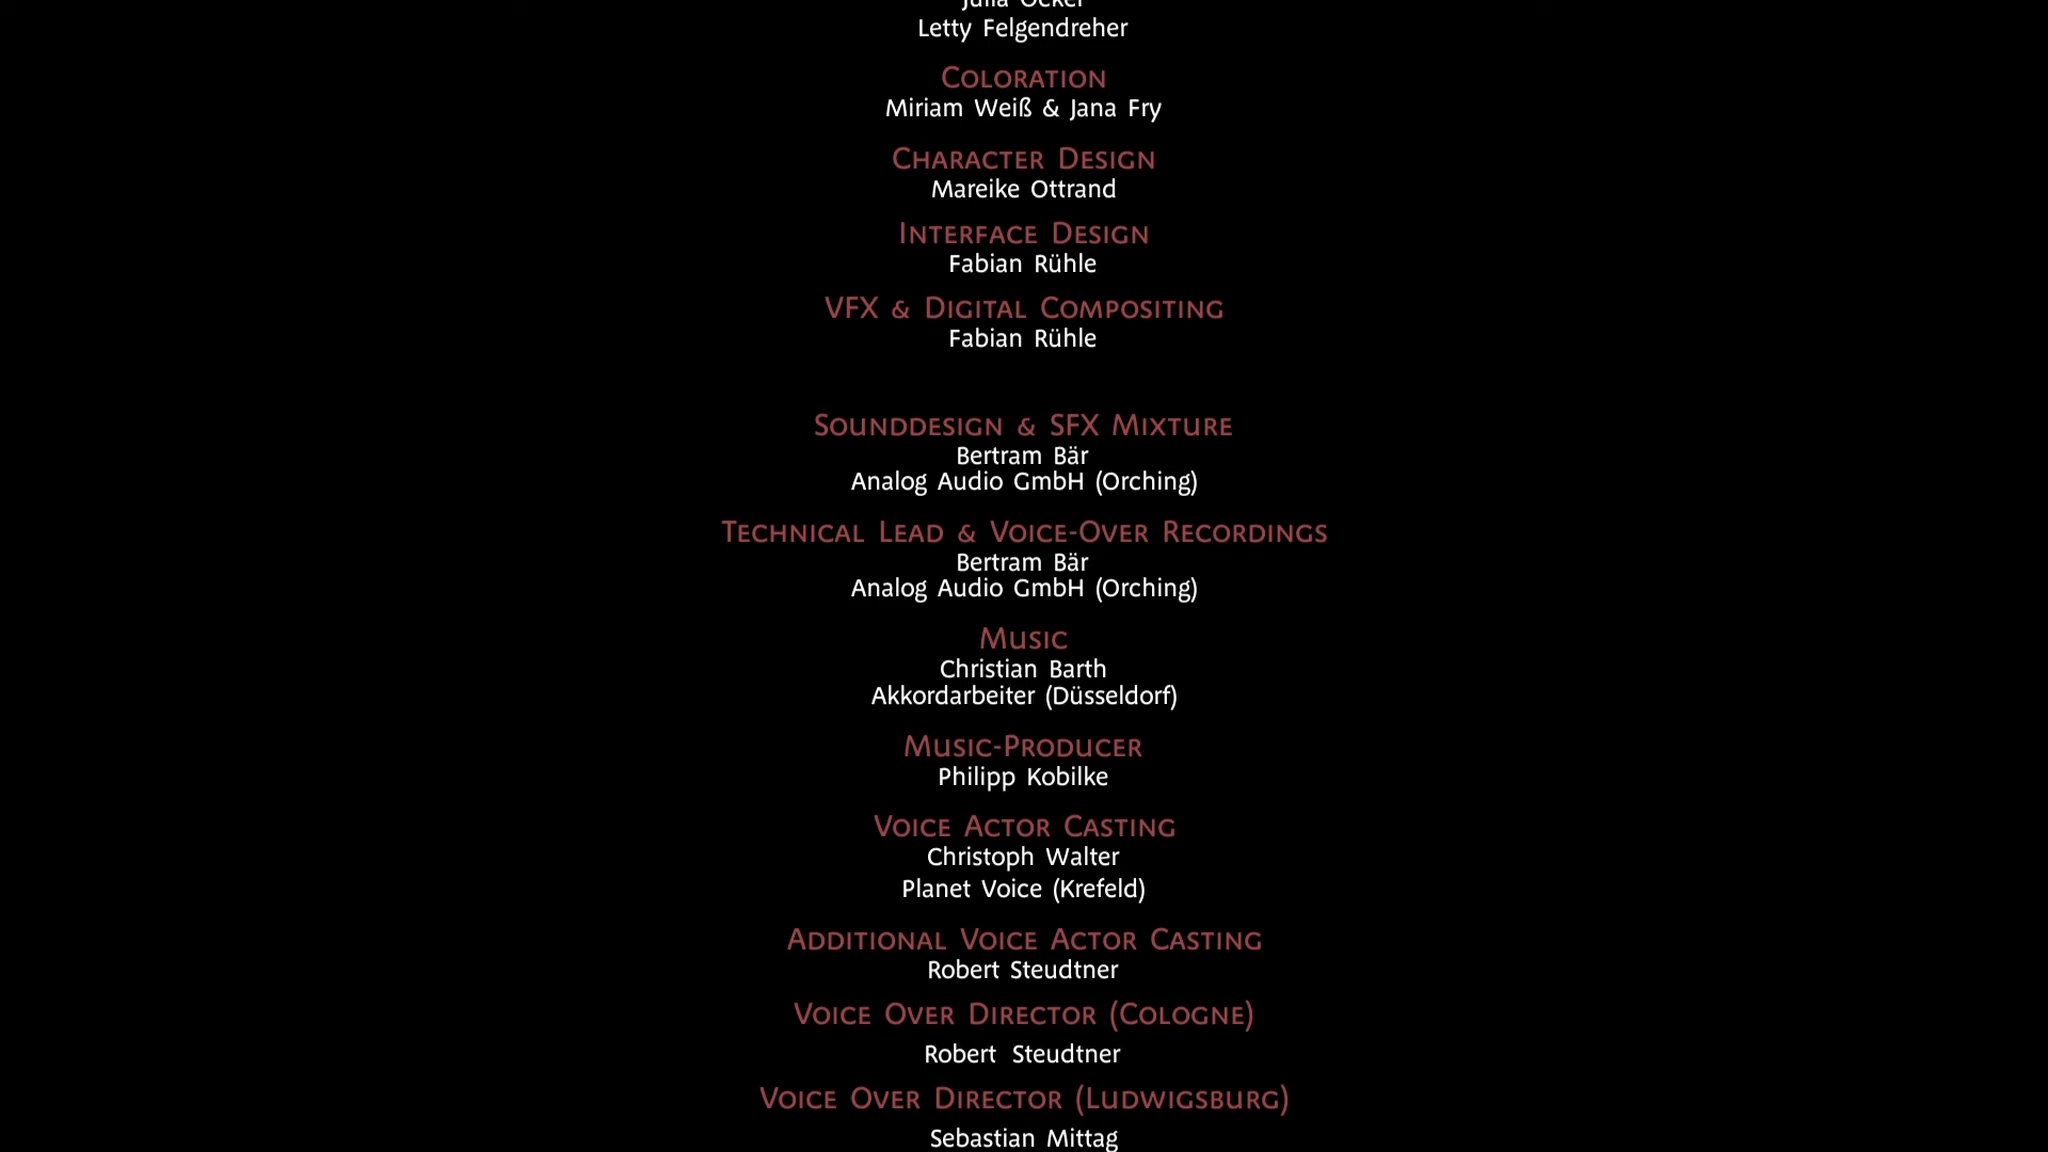 Julia Ocker
Letty Felgendreher
Coloration
Miriam Weiß & Jana Fry
Character Design
Mareike Ottrand
Interface Design
Fabian Rühle
VFX & Digital Compositing
Fabian Rühle
Sounddesign & SFX Mixture
Bertram Bär
Analog Audio GmbH (Orching)
Technical Lead & Voice-Over Recordings
Bertram Bär
Analog Audio GmbH (Orching)
Music
Christian Barth
Akkordarbeiter (Düsseldorf)
Music-Producer
Philipp Kobilke
Voice Actor Casting
Christoph Walter
Planet Voice (Krefeld)
Additional Voice Actor Casting
Robert Steudtner
Voice Over Director (Cologne)
Robert Steudtner
Voice Over Director (Ludwigsburg)
Sebastian Mittag